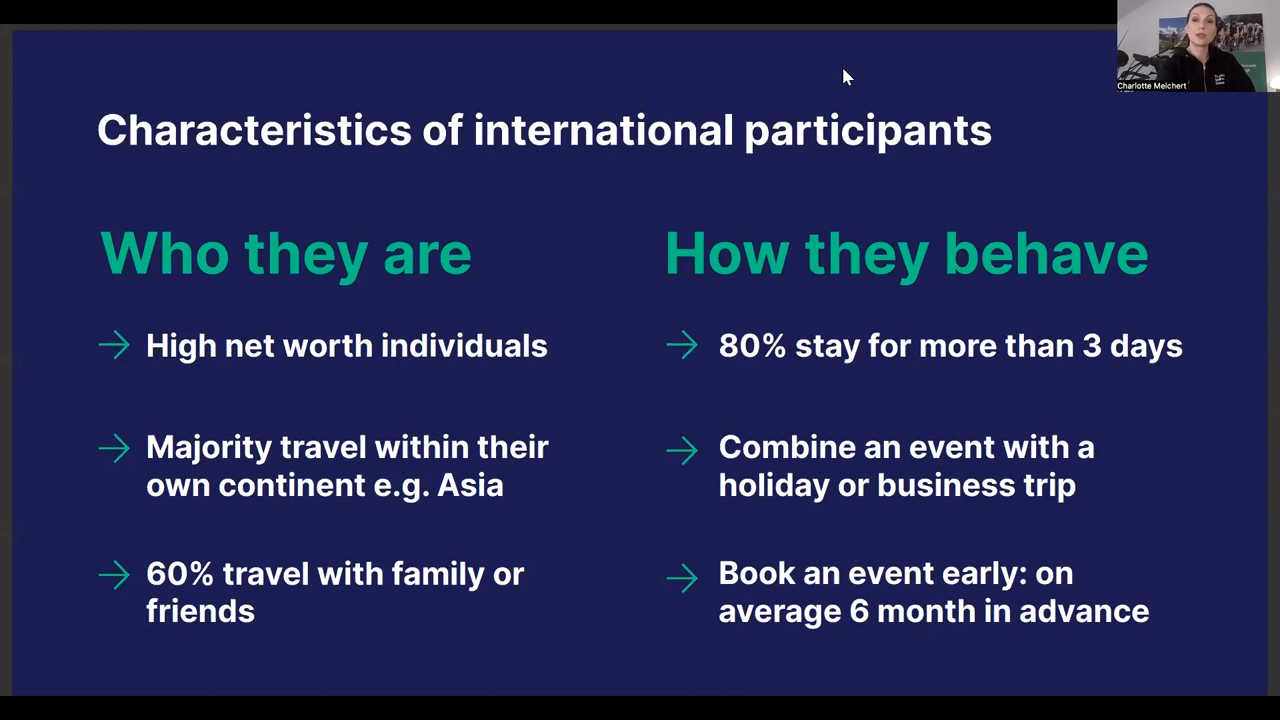 Charlotte Melchert
Characteristics of international participants
Who they are
High net worth individuals
Majority travel within their
own continent e.g. Asia
60% travel with family or
friends
How they behave
80% stay for more than 3 days
Combine an event with a
holiday or business trip
Book an event early: on
average 6 month in advance